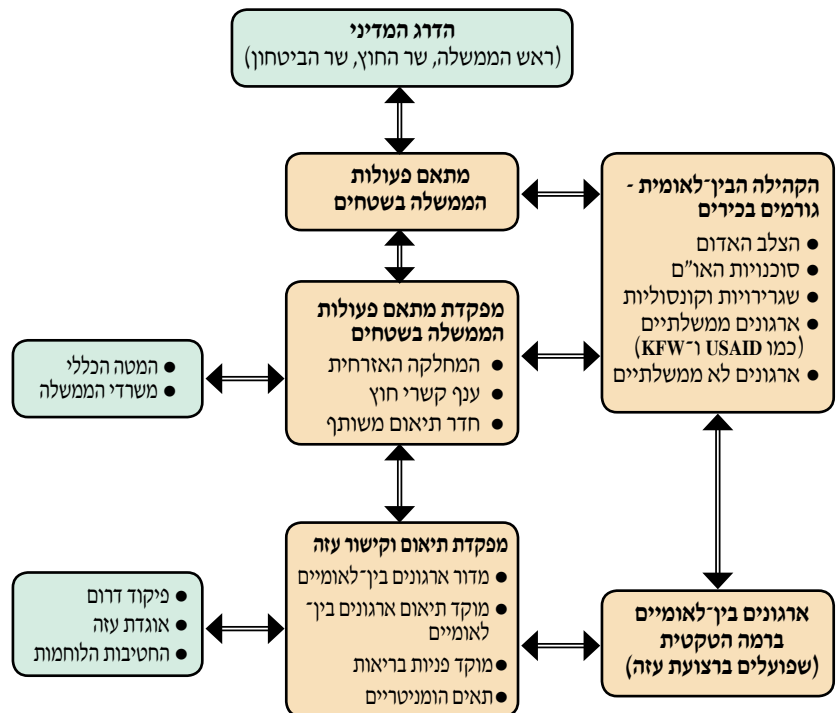 הדרג המדיני
(ראש הממשלה, שר החוץ, שר הביטחון)
מתאם פעולות
הממשלה בשטחים
הקהילה הבין־לאומית -
גורמים בכירים
● הצלב האדום
● סוכנויות האו"ם
● שגרירויות וקונסוליות
● ארגונים ממשלתיים
(כמו USAID ו־KFW)
● ארגונים לא ממשלתיים
מפקדת מתאם פעולות
הממשלה בשטחים
● המחלקה האזרחית
● ענף קשרי חוץ
● חדר תיאום משותף
● המטה הכללי
● משרדי הממשלה
מפקדת תיאום וקישור עזה
● מדור ארגונים בין־לאומיים
● מוקד תיאום ארגונים בין־
לאומיים
● מוקד פניות בריאות
● תאים הומניטריים
● פיקוד דרום
● אוגדת עזה
● החטיבות הלוחמות
ארגונים בין־לאומיים
ברמה הטקטית
(שפועלים ברצועת עזה)